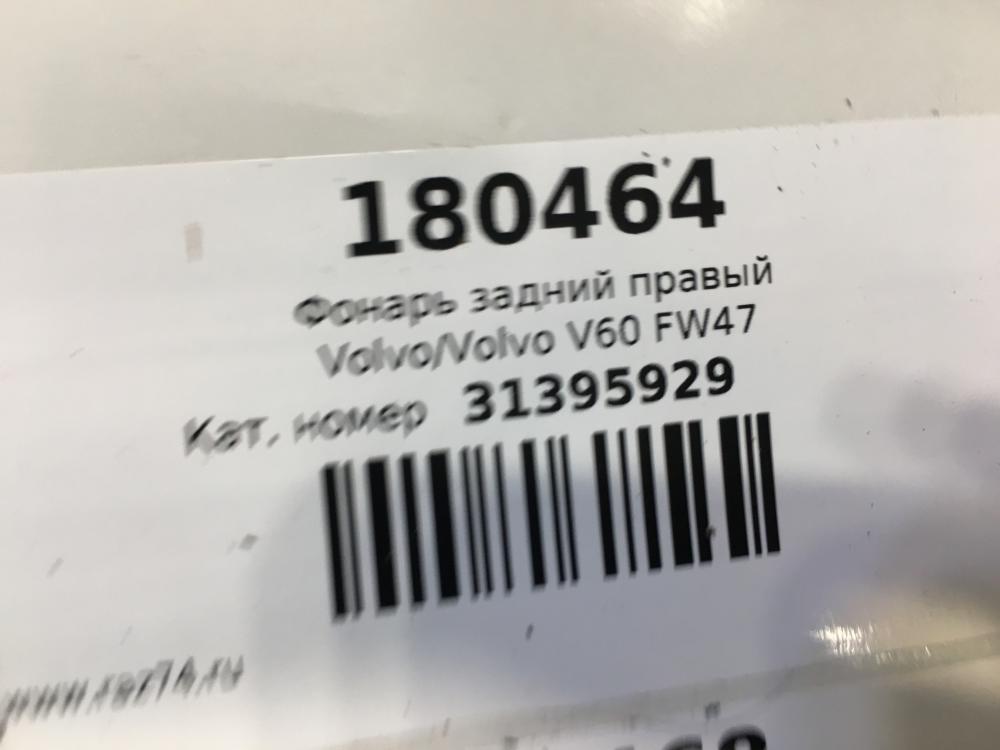 180464
Фонарь задний правый
Volvo/Volvo V60 FW47
Кат. номер 31395929